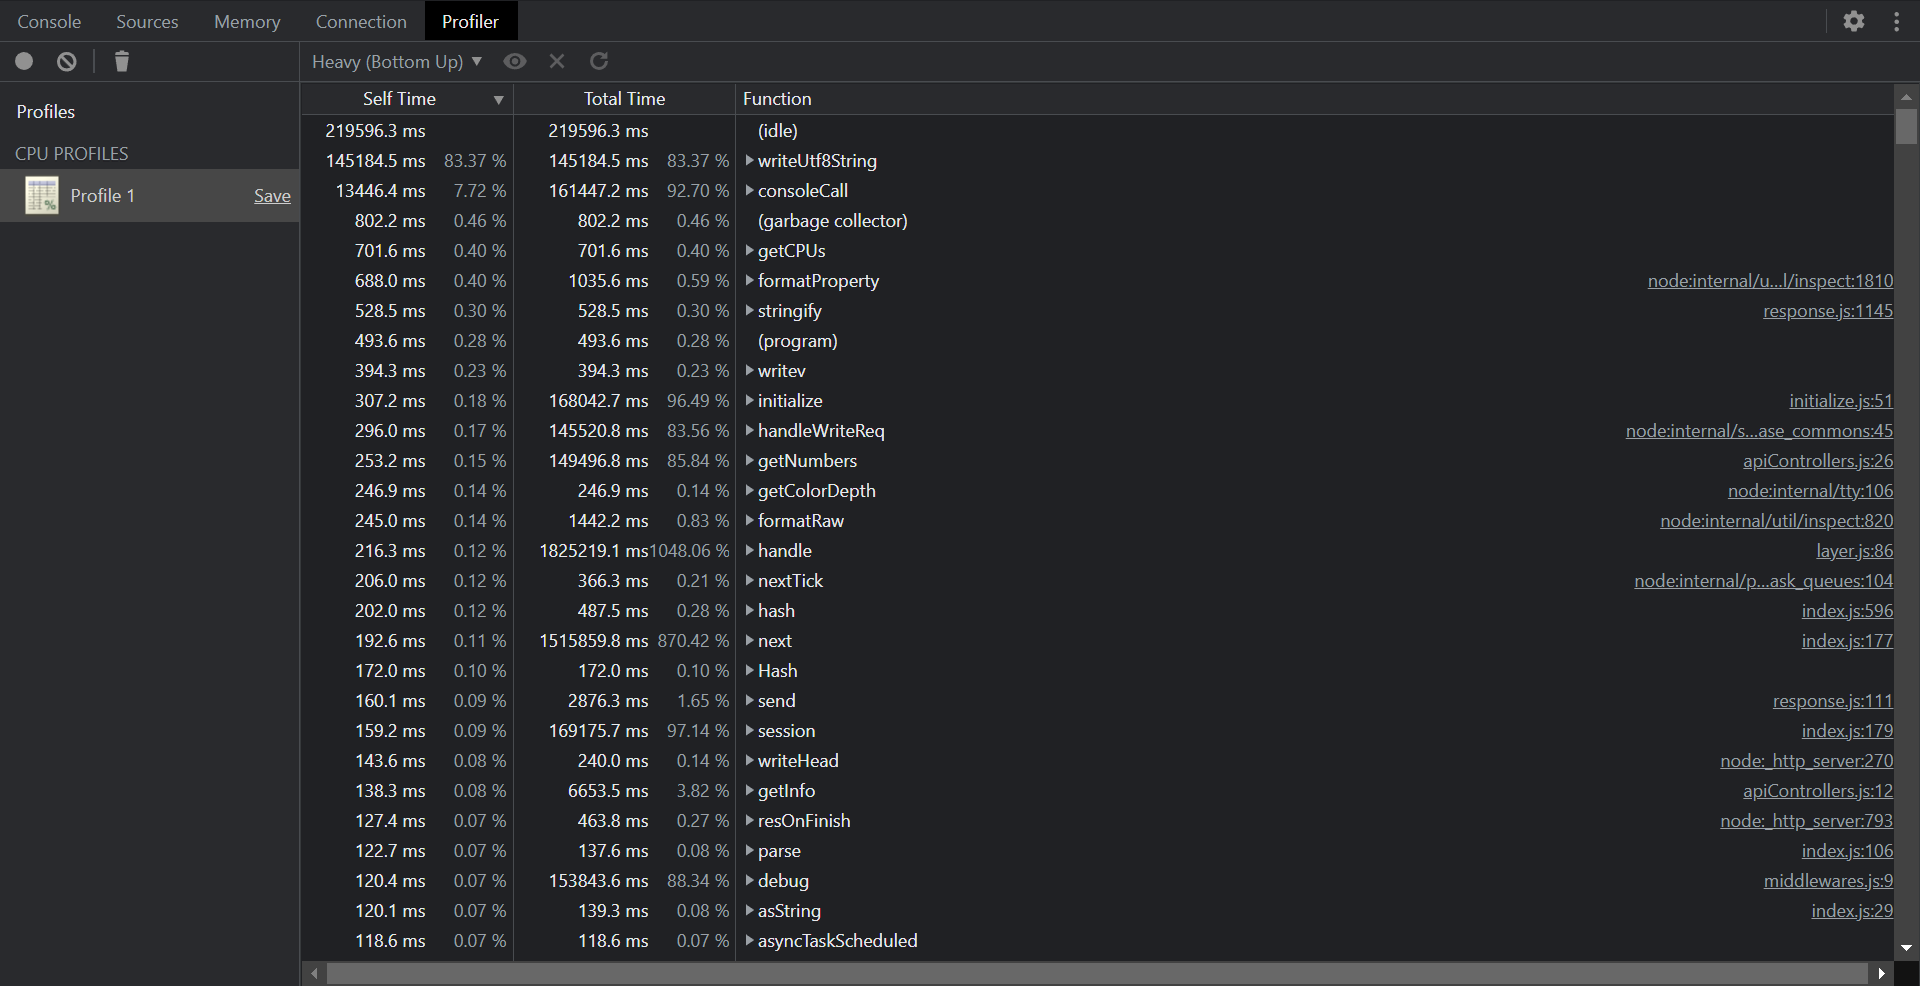 Console Sources Memory Connection Profiler
Heavy (Bottom Up)
Profiles
CPU PROFILES
Profile 1 Save
Self Time Total Time Function
219596.3 ms 219596.3 ms (idle)
145184.5 ms 83.37 % 145184.5 ms 83.37 % writeUtf8String
13446.4 ms 7.72 % 161447.2 ms 92.70 % consoleCall
802.2 ms 0.46 % 802.2 ms 0.46 % (garbage collector)
701.6 ms 0.40 % 701.6 ms 0.40 % getCPUs
688.0 ms 0.40 % 1035.6 ms 0.59 % formatProperty node:internal/u...l/inspect:1810
528.5 ms 0.30 % 528.5 ms 0.30 % stringify response.js:1145
493.6 ms 0.28 % 493.6 ms 0.28 % (program)
394.3 ms 0.23 % 394.3 ms 0.23 % writev
307.2 ms 0.18 % 168042.7 ms 96.49 % initialize initialize.js:51
296.0 ms 0.17 % 145520.8 ms 83.56 % handleWriteReq node:internal/s...ase_commons:45
253.2 ms 0.15 % 149496.8 ms 85.84 % getNumbers apiControllers.js:26
246.9 ms 0.14 % 246.9 ms 0.14 % getColorDepth node:internal/tty:106
245.0 ms 0.14 % 1442.2 ms 0.83 % formatRaw node:internal/util/inspect:820
216.3 ms 0.12 % 1825219.1 ms 1048.06 % handle layer.js:86
206.0 ms 0.12 % 366.3 ms 0.21 % nextTick node:internal/p...ask_queues:104
202.0 ms 0.12 % 487.5 ms 0.28 % hash index.js:596
192.6 ms 0.11 % 1515859.8 ms 870.42 % next index.js:177
172.0 ms 0.10 % 172.0 ms 0.10 % Hash
160.1 ms 0.09 % 2876.3 ms 1.65 % send response.js:111
159.2 ms 0.09 % 169175.7 ms 97.14 % session index.js:179
143.6 ms 0.08 % 240.0 ms 0.14 % writeHead node:_http_server:270
138.3 ms 0.08 % 6653.5 ms 3.82 % getInfo apiControllers.js:12
127.4 ms 0.07 % 463.8 ms 0.27 % resOnFinish node:_http_server:793
122.7 ms 0.07 % 137.6 ms 0.08 % parse index.js:106
120.4 ms 0.07 % 153843.6 ms 88.34 % debug middlewares.js:9
120.1 ms 0.07 % 139.3 ms 0.08 % asString index.js:29
118.6 ms 0.07 % 118.6 ms 0.07 % asyncTaskScheduled